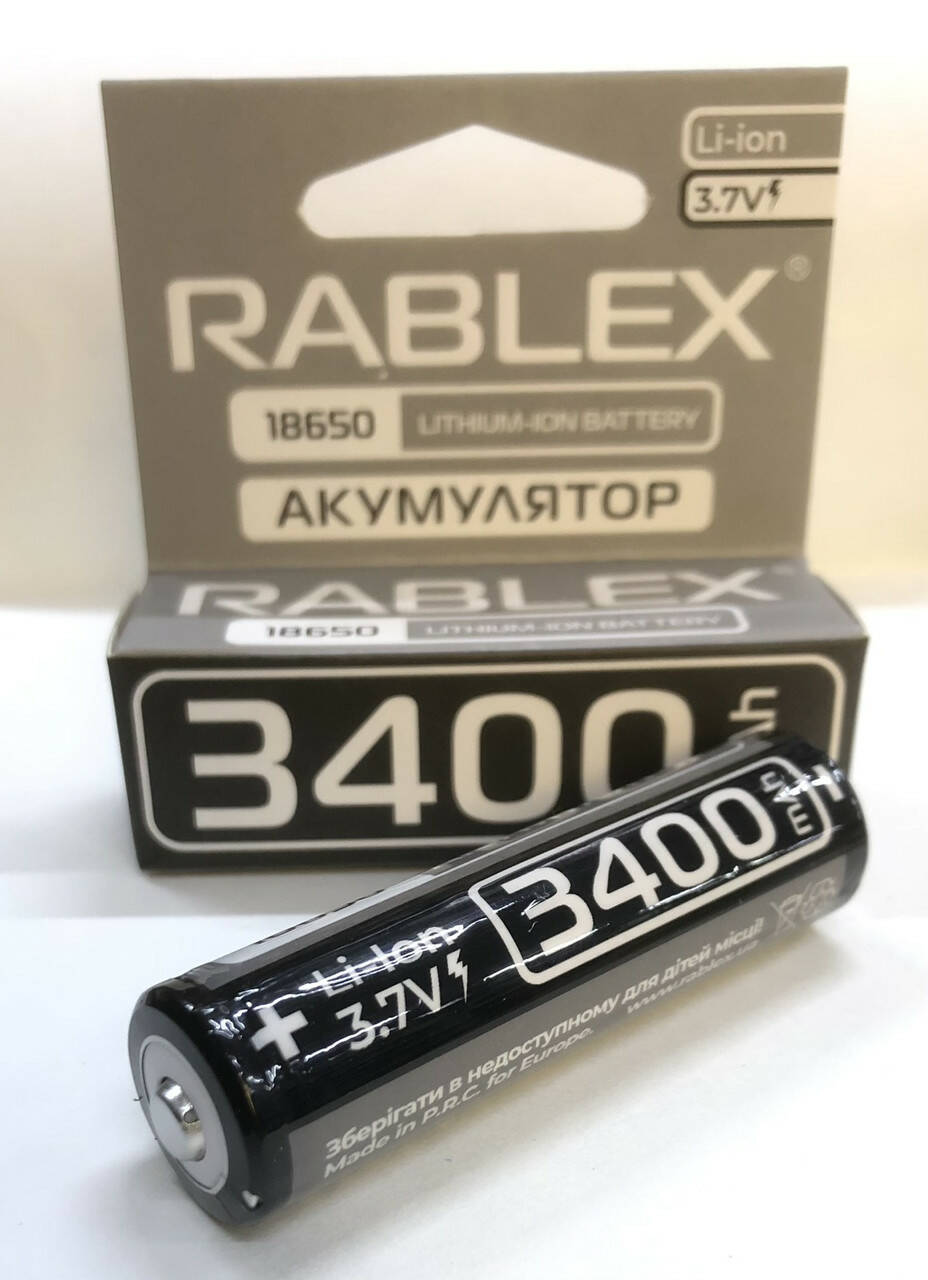 Li-ion
3.7V
RABLEX®
18650 LITHIUM-ION BATTERY
АКУМУЛЯТОР
RABLEX
18650 LITHIUM-ION BATTERY
3400
3400 mAh
+ Li-Ion
3.7V
Зберігати в недоступному для дітей місці!
Made in P.R.C. for Europe. www.rablex.ua